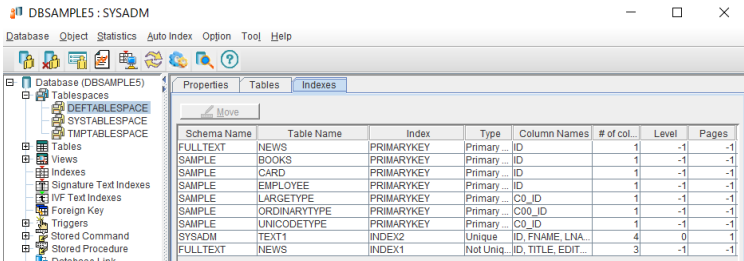 DBSAMPLE5 : SYSADM
Database Object Statistics Auto Index Option Tool Help
Database (DBSAMPLE5)
Tablespaces
DEFTABLESPACE
SYSTABLESPACE
TMPTABLESPACE
Tables
Views
Indexes
Signature Text Indexes
IVF Text Indexes
Foreign Key
Triggers
Stored Command
Stored Procedure
Database Link
Properties Tables Indexes
Move
Schema Name Table Name Index Type Column Names # of col... Level Pages
FULLTEXT NEWS PRIMARYKEY Primary ... ID 1 -1 -1
SAMPLE BOOKS PRIMARYKEY Primary ... ID 1 -1 -1
SAMPLE CARD PRIMARYKEY Primary ... ID 1 -1 -1
SAMPLE EMPLOYEE PRIMARYKEY Primary ... ID 1 -1 -1
SAMPLE LARGETYPE PRIMARYKEY Primary ... C0_ID 1 -1 -1
SAMPLE ORDINARYTYPE PRIMARYKEY Primary ... C00_ID 1 -1 -1
SAMPLE UNICODETYPE PRIMARYKEY Primary ... C0_ID 1 -1 -1
SYSADM TEXT1 INDEX2 Unique ID, FNAME, LNA... 4 0 1
FULLTEXT NEWS INDEX1 Not Uniq... ID, TITLE, EDIT... 3 -1 -1